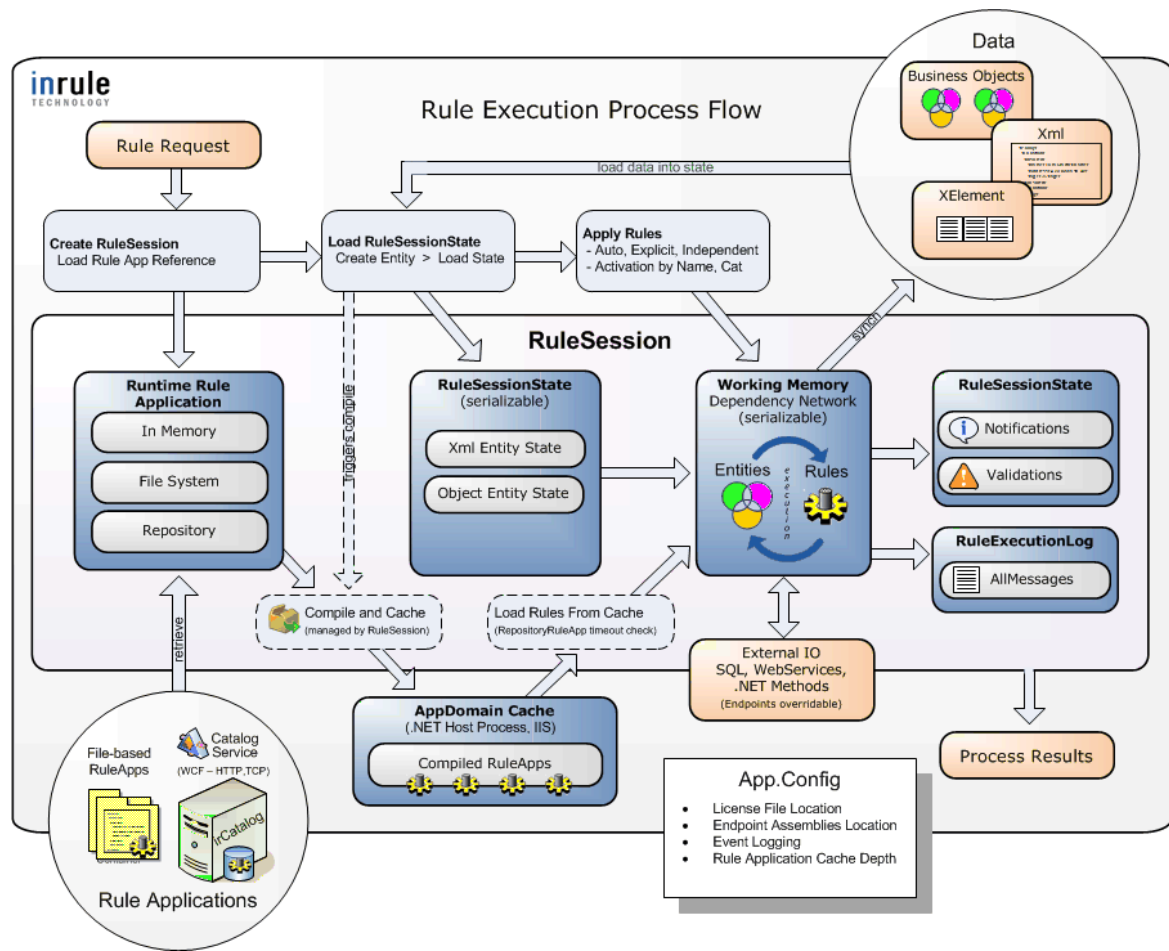 inrule
TECHNOLOGY
Rule Execution Process Flow
Data
Business Objects
Xml
XElement
Rule Request
load data into state
Create RuleSession
Load Rule App Reference
Load RuleSessionState
Create Entity > Load State
Apply Rules
- Auto, Explicit, Independent
- Activation by Name, Cat
synch
RuleSession
Runtime Rule
Application
In Memory
File System
Repository
triggers compile
RuleSessionState
(serializable)
Xml Entity State
Object Entity State
Working Memory
Dependency Network
(serializable)
Entities
execution
Rules
RuleSessionState
Notifications
Validations
RuleExecutionLog
AllMessages
Compile and Cache
(managed by RuleSession)
Load Rules From Cache
(RepositoryRuleApp timeout check)
retrieve
External IO
SQL, WebServices,
.NET Methods
(Endpoints overridable)
AppDomain Cache
(.NET Host Process, IIS)
Compiled RuleApps
Process Results
File-based
RuleApps
Catalog
Service
(WCF – HTTP,TCP)
irCatalog
Rule Applications
App.Config
• License File Location
• Endpoint Assemblies Location
• Event Logging
• Rule Application Cache Depth